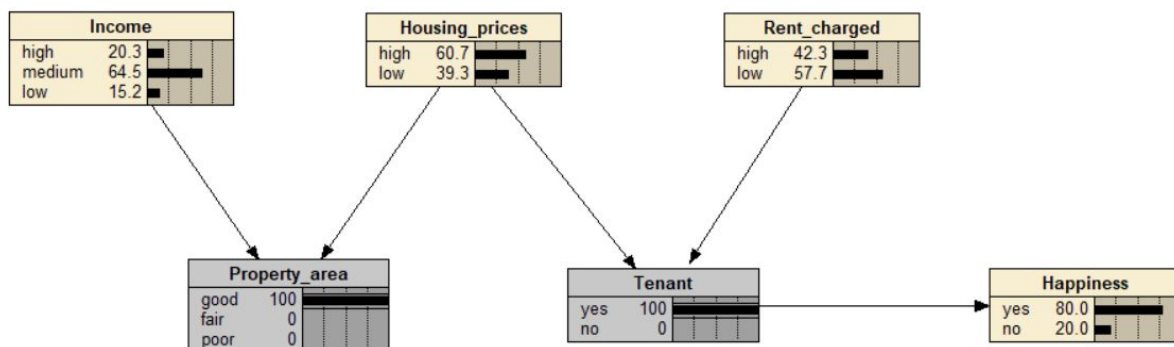 Income
high 20.3
medium 64.5
low 15.2
Housing_prices
high 60.7
low 39.3
Rent_charged
high 42.3
low 57.7
Property_area
good 100
fair 0
poor 0
Tenant
yes 100
no 0
Happiness
yes 80.0
no 20.0